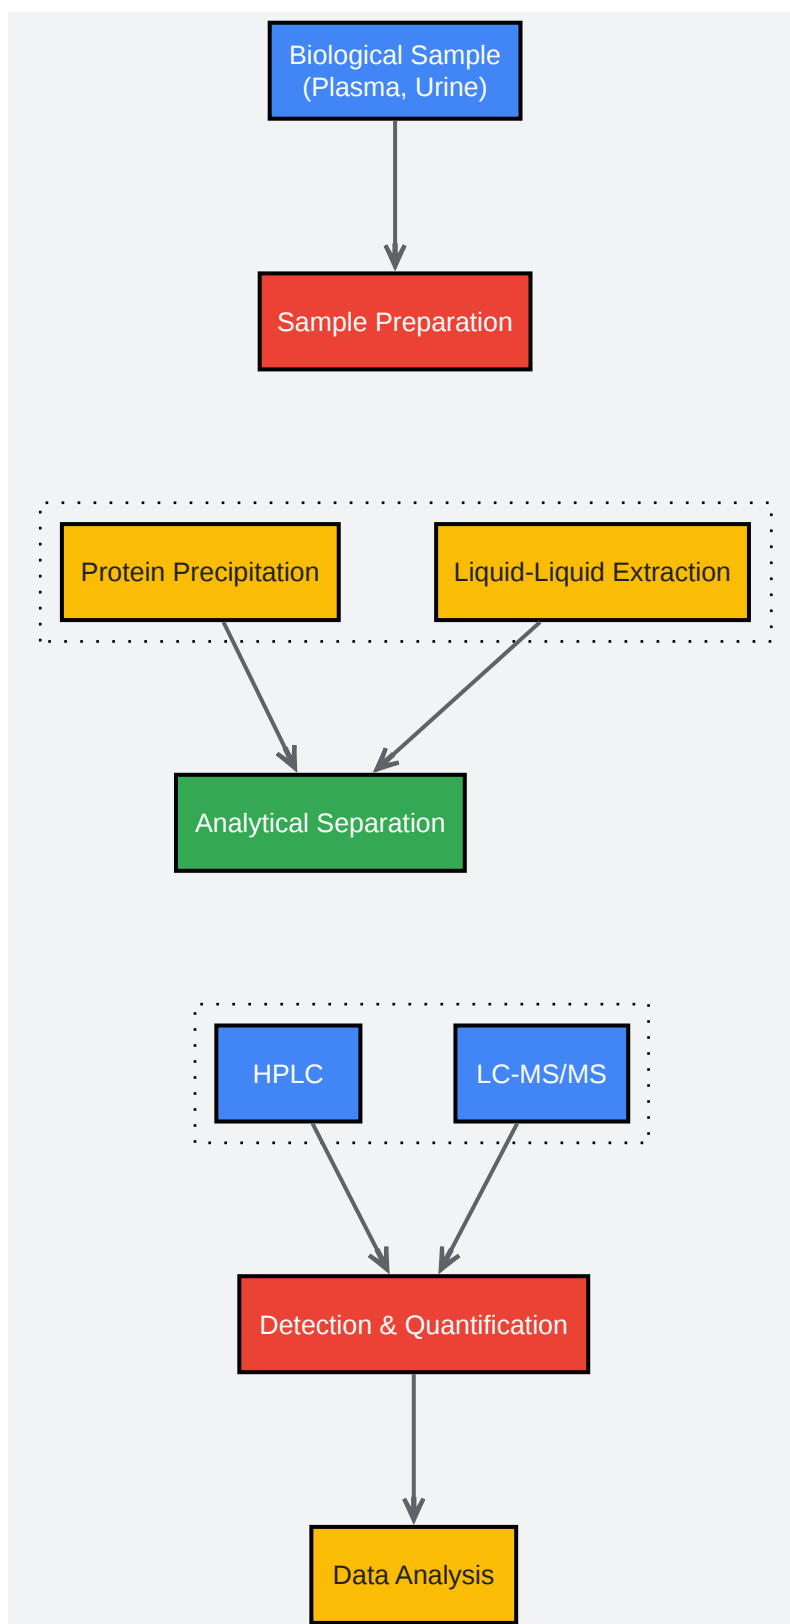 Biological Sample
(Plasma, Urine)
Sample Preparation
Protein Precipitation
Liquid-Liquid Extraction
Analytical Separation
HPLC
LC-MS/MS
Detection & Quantification
Data Analysis